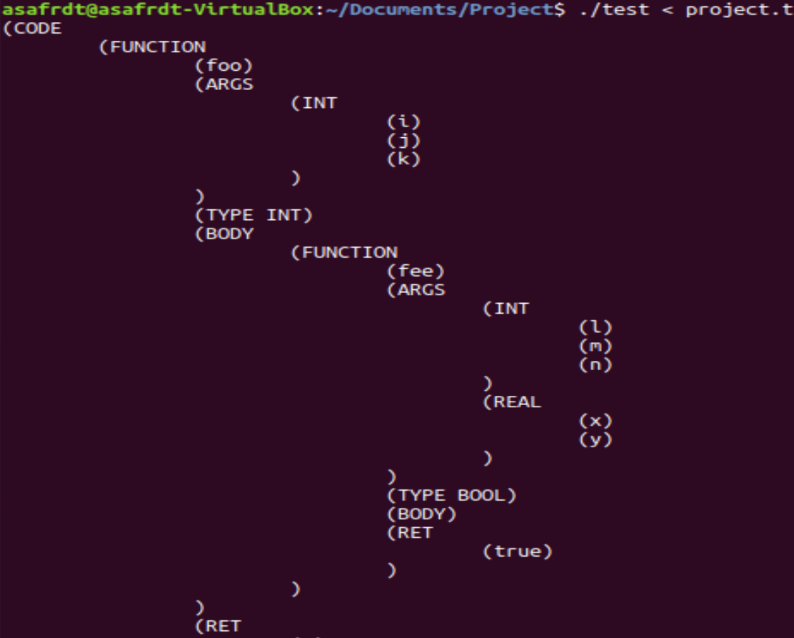 asafrdt@asafrdt-VirtualBox:~/Documents/Project$ ./test < project.t
(CODE
(FUNCTION
(foo)
(ARGS
(INT
(i)
(j)
(k)
)
)
(TYPE INT)
(BODY
(FUNCTION
(fee)
(ARGS
(INT
(l)
(m)
(n)
)
(REAL
(x)
(y)
)
)
(TYPE BOOL)
(BODY)
(RET
(true)
)
)
)
(RET